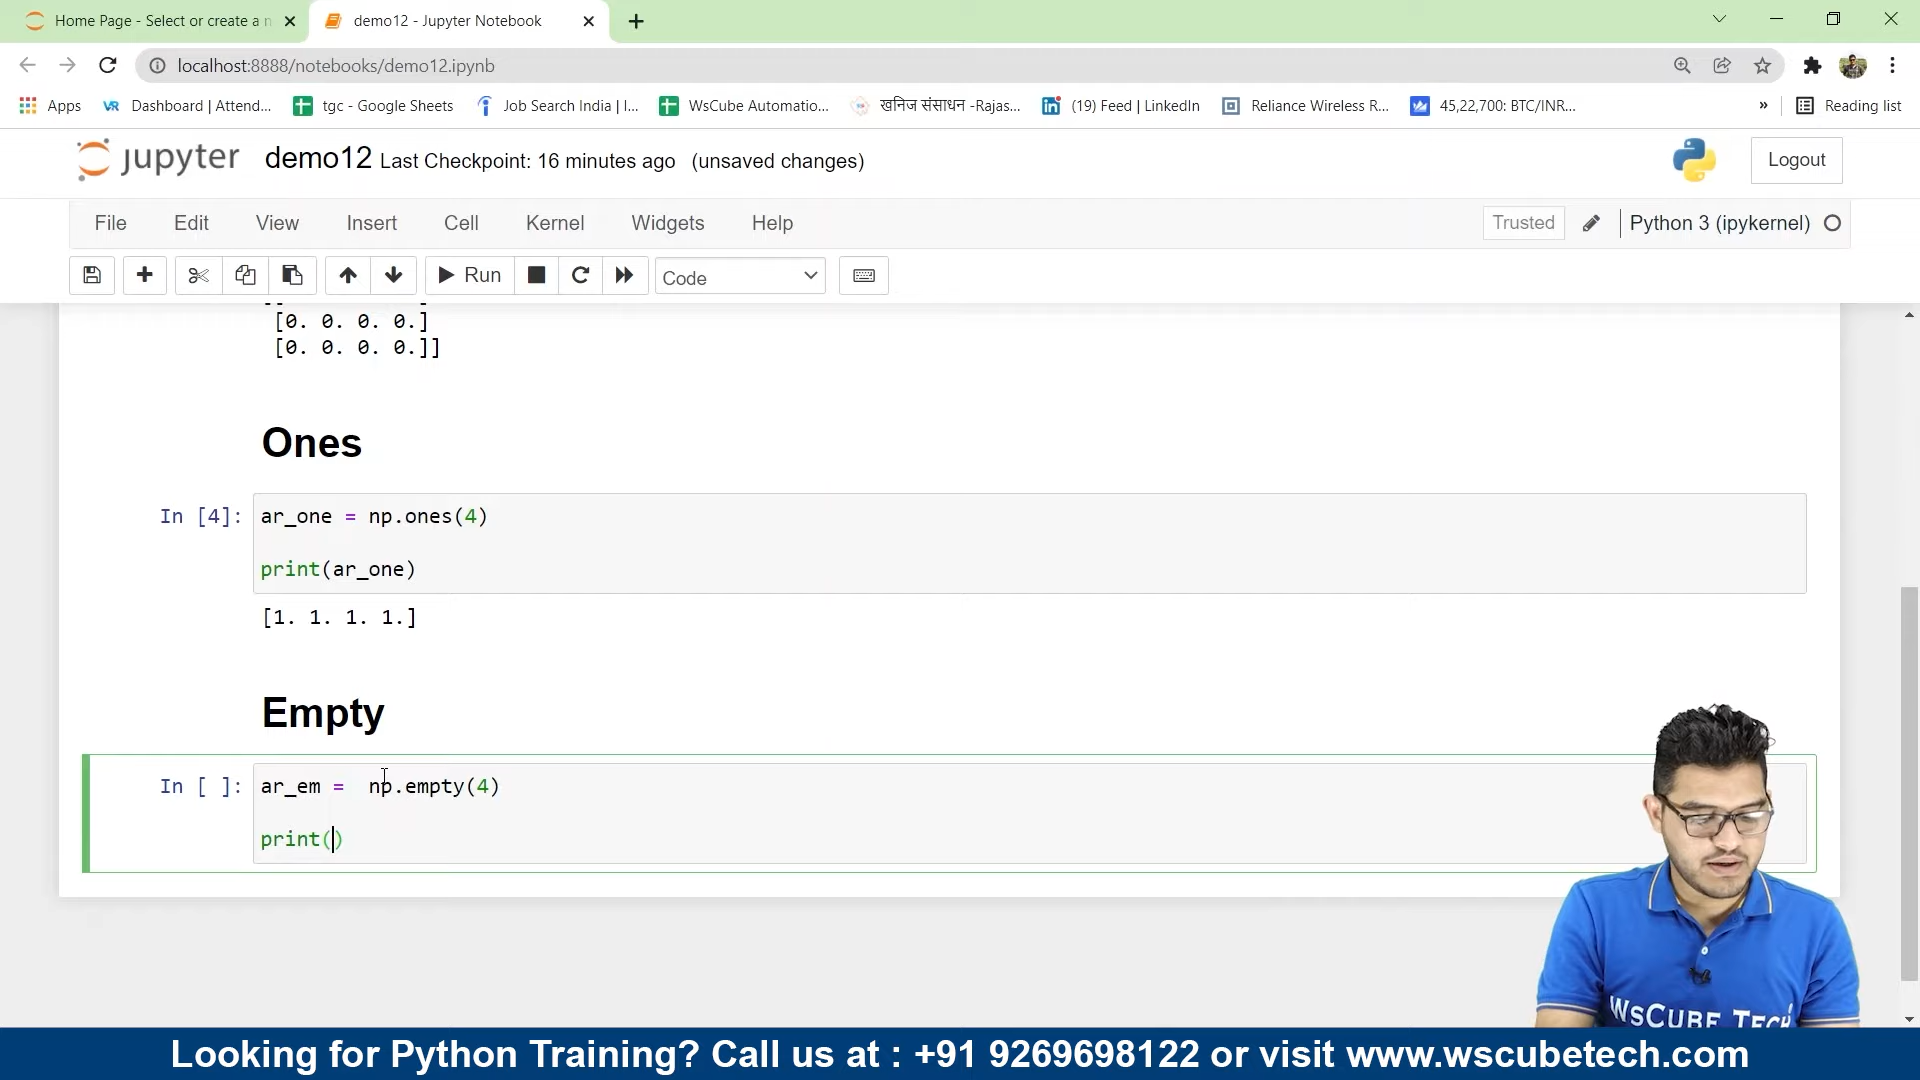 Home Page - Select or create a n
demo12 - Jupyter Notebook
localhost:8888/notebooks/demo12.ipynb
Apps
VR Dashboard | Attend...
tgc - Google Sheets
Job Search India | I...
WsCube Automatio...
खनिज संसाधन -Rajas...
in (19) Feed | LinkedIn
Reliance Wireless R...
45,22,700: BTC/INR...
»
Reading list
jupyter demo12 Last Checkpoint: 16 minutes ago (unsaved changes)
Logout
File Edit View Insert Cell Kernel Widgets Help
Trusted
Python 3 (ipykernel)
Run
Code
[0. 0. 0. 0.]
[0. 0. 0. 0.]]
Ones
In [4]: ar_one = np.ones(4)
print(ar_one)
[1. 1. 1. 1.]
Empty
In [ ]: ar_em =  np.empty(4)
print()
WsCube Tech
Looking for Python Training? Call us at : +91 9269698122 or visit www.wscubetech.com